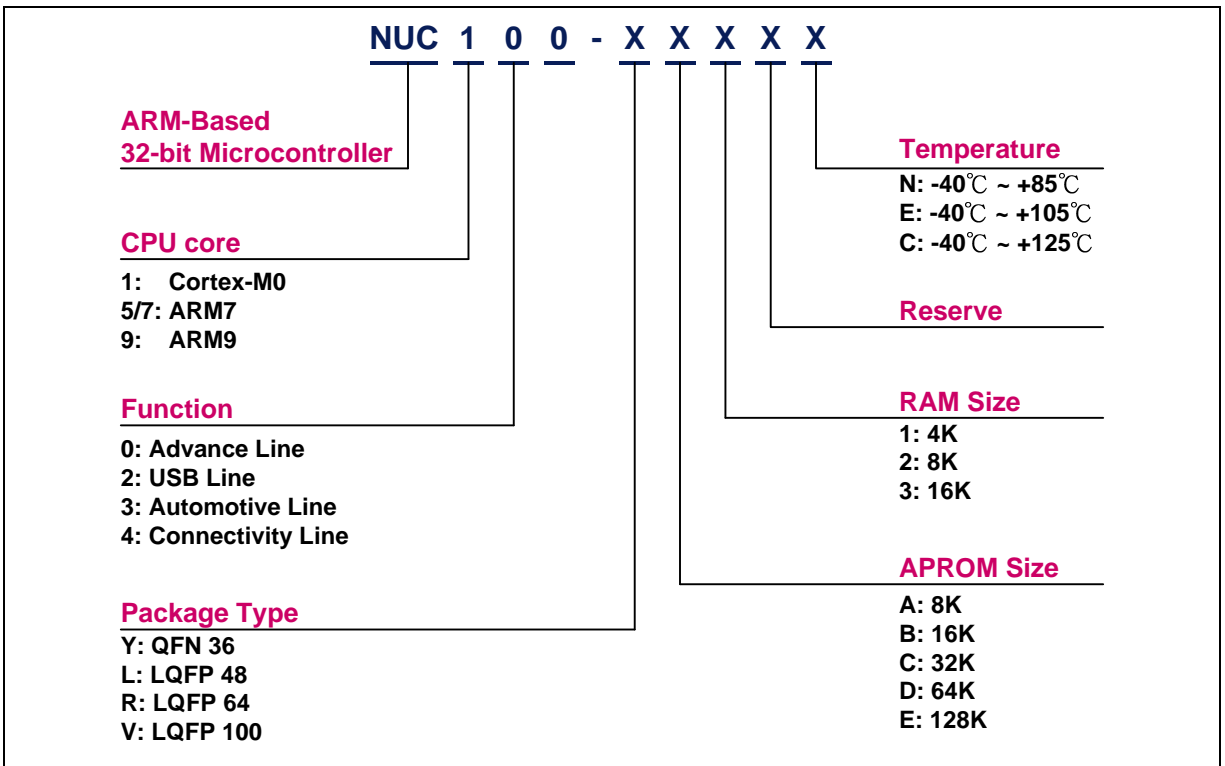 NUC 1 0 0 - X X X X X
ARM-Based
32-bit Microcontroller
CPU core
1: Cortex-M0
5/7: ARM7
9: ARM9
Function
0: Advance Line
2: USB Line
3: Automotive Line
4: Connectivity Line
Package Type
Y: QFN 36
L: LQFP 48
R: LQFP 64
V: LQFP 100
Temperature
N: -40℃ ~ +85℃
E: -40℃ ~ +105℃
C: -40℃ ~ +125℃
Reserve
RAM Size
1: 4K
2: 8K
3: 16K
APROM Size
A: 8K
B: 16K
C: 32K
D: 64K
E: 128K